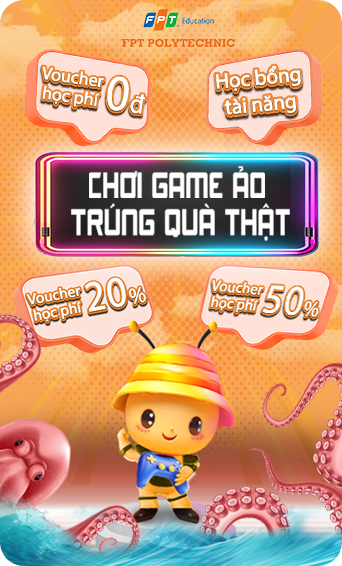 FPT Education
FPT POLYTECHNIC
Voucher
học phí 0đ
Học bổng
tài năng
CHƠI GAME ẢO
TRÚNG QUÀ THẬT
Voucher
học phí 20%
Voucher
học phí 50%